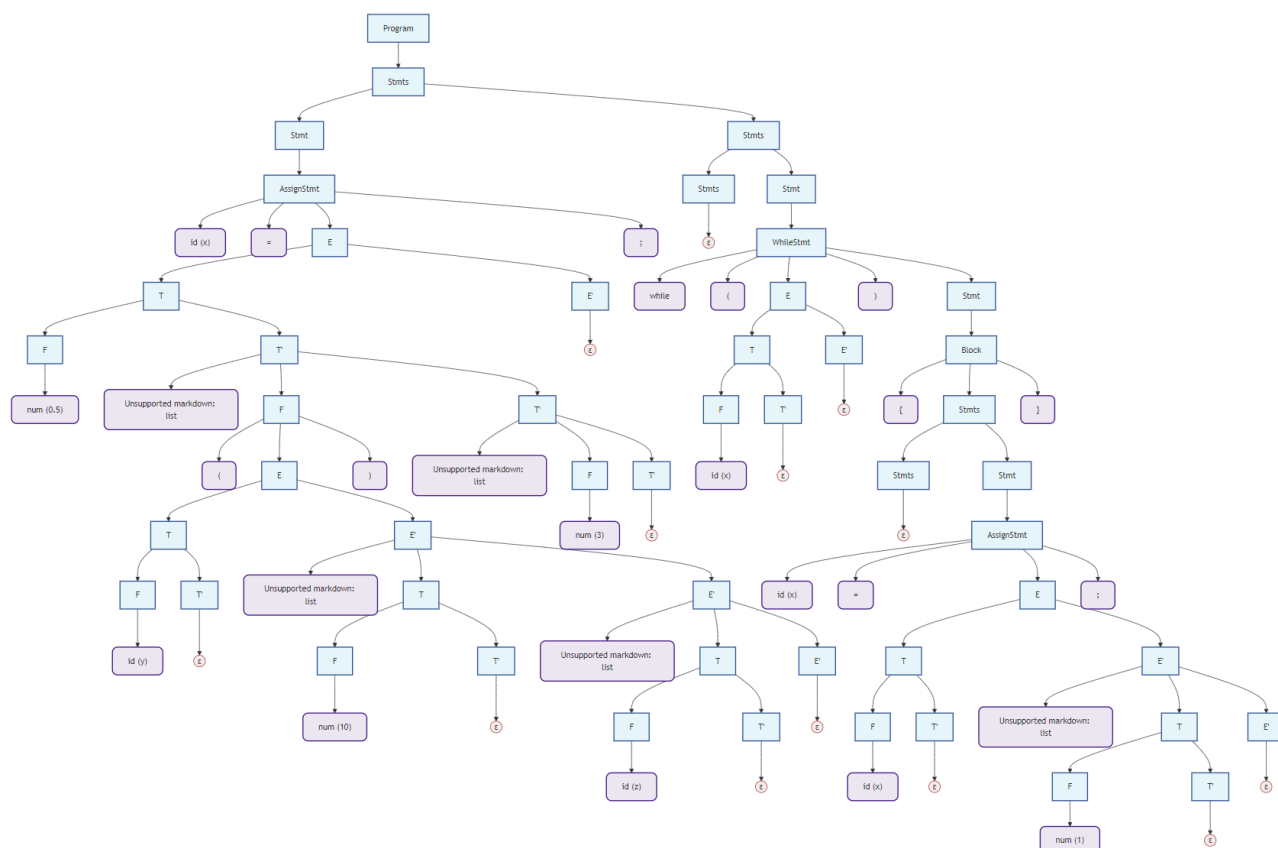 Program
Stmts
Stmt
Stmts
AssignStmt
Stmts
Stmt
id (x)
=
E
;
ε
WhileStmt
T
E'
while
(
E
)
Stmt
F
T'
ε
T
E'
Block
num (0.5)
Unsupported markdown:
list
F
T'
F
T'
ε
[
Stmts
]
(
E
)
Unsupported markdown:
list
F
T'
id (x)
ε
Stmts
Stmt
T
E'
num (3)
ε
ε
AssignStmt
F
T'
Unsupported markdown:
list
T
E'
id (x)
=
E
;
id (y)
ε
F
T'
Unsupported markdown:
list
T
E'
T
E'
num (10)
ε
F
T'
ε
F
T'
Unsupported markdown:
list
T
E'
id (z)
ε
id (x)
ε
F
T'
ε
num (1)
ε